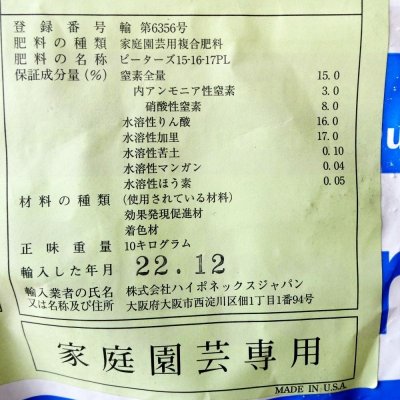 登録番号 輸 第6356号
肥料の種類 家庭園芸用複合肥料
肥料の名称 ピーターズ15-16-17PL
保証成分量(%) 窒素全量 15.0
内アンモニア性窒素 3.0
硝酸性窒素 8.0
水溶性りん酸 16.0
水溶性加里 17.0
水溶性苦土 0.10
水溶性マンガン 0.04
水溶性ほう素 0.05
材料の種類 (使用されている材料)
効果発現促進材
着色材
正味重量 10キログラム
輸入した年月 22.12
輸入業者の氏名 株式会社ハイポネックスジャパン
又は名称及び住所 大阪府大阪市西淀川区佃1丁目1番94号
家庭園芸専用
MADE IN U.S.A.